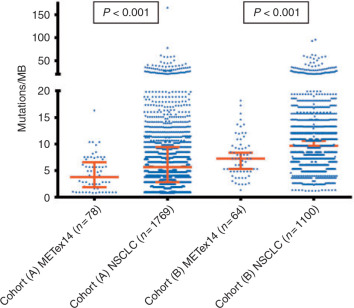 P < 0.001
P < 0.001
150
100
50
20
15
10
5
0
Mutations/MB
Cohort (A) METex14 (n= 78)
Cohort (A) NSCLC (n= 1769)
Cohort (B) METex14 (n= 64)
Cohort (B) NSCLC (n= 1100)